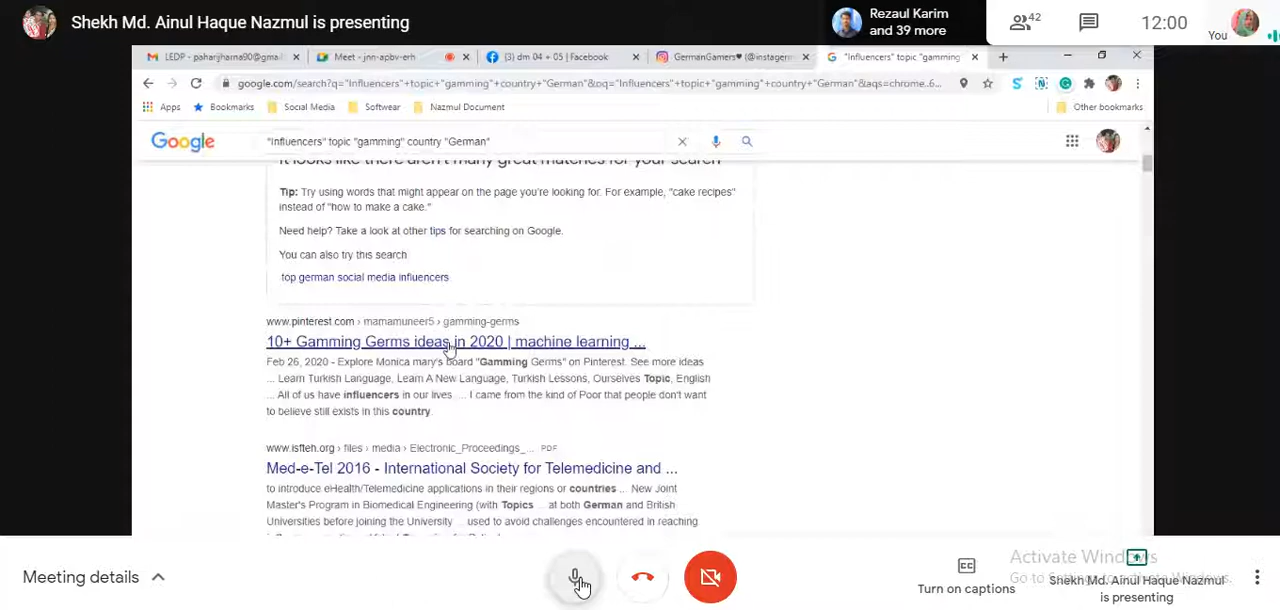 Shekh Md. Ainul Haque Nazmul is presenting
Rezaul Karim
and 39 more
42
12:00
You
LEDP - paharijharna90@gmail
Meet - jnn-apbv-erh
(3) dm 04 + 05 | Facebook
GermanGamers♥ (@instagerm
"Influencers" topic "gamming"
google.com/search?q="Influencers"+topic+"gamming"+country+"German"&oq="Influencers"+topic+"gamming"+country+"German"&aqs=chrome..6...
Apps
Bookmarks
Social Media
Softwear
Nazmul Document
Other bookmarks
Google
"Influencers" topic "gamming" country "German"
It looks like there aren't many great matches for your search
Tip: Try using words that might appear on the page you're looking for. For example, "cake recipes"
instead of "how to make a cake."
Need help? Take a look at other tips for searching on Google.
You can also try this search
top german social media influencers
www.pinterest.com › mamamuneer5 › gamming-germs
10+ Gamming Germs ideas in 2020 | machine learning ...
Feb 26, 2020 - Explore Monica mary's board "Gamming Germs" on Pinterest. See more ideas
... Learn Turkish Language, Learn A New Language, Turkish Lessons, Ourselves Topic, English
... All of us have influencers in our lives ... I came from the kind of Poor that people don't want
to believe still exists in this country.
www.isfteh.org › files › media › Electronic_Proceedings_... PDF
Med-e-Tel 2016 - International Society for Telemedicine and ...
to introduce eHealth/Telemedicine applications in their regions or countries ... New Joint
Master's Program in Biomedical Engineering (with Topics ... at both German and British
Universities before joining the University ... used to avoid challenges encountered in reaching
Meeting details
Turn on captions
Activate Windows
Go to Settings to activate Windows.
Shekh Md. Ainul Haque Nazmul
is presenting